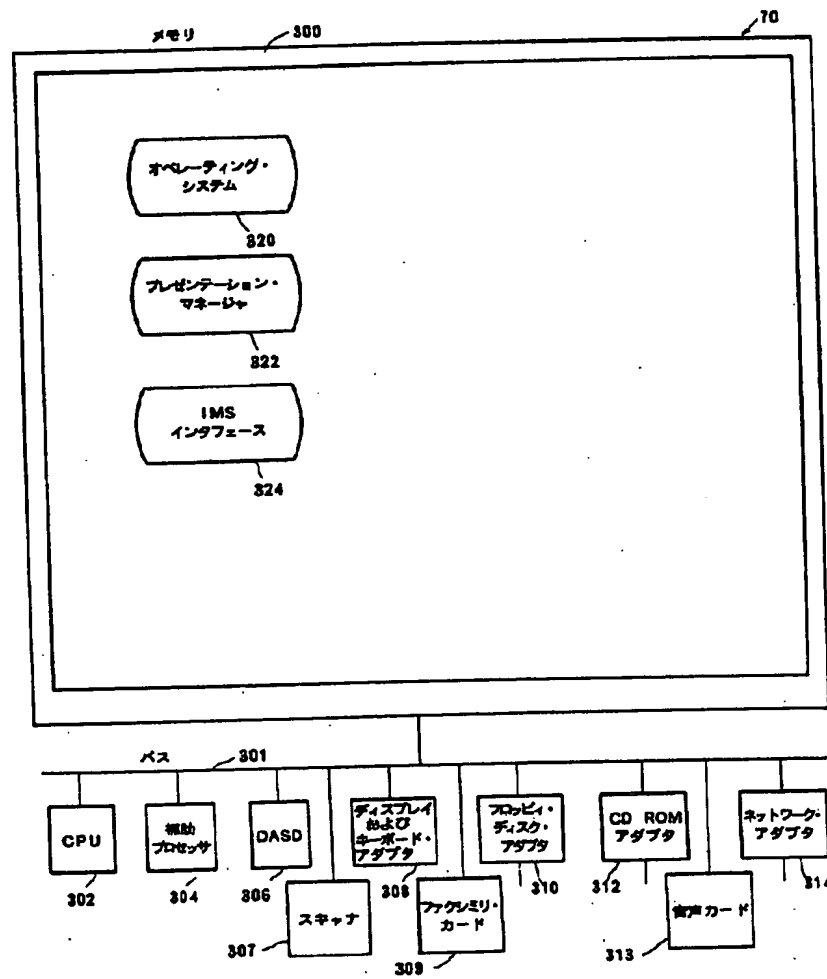 メモリ
300
70
オペレーティング・
システム
320
プレゼンテーション・
マネージャ
322
IMS
インタフェース
324
バス
301
CPU
302
補助
プロセッサ
304
DASD
306
スキャナ
307
ディスプレイ
および
キーボード・
アダプタ
308
ファクシミリ・
カード
309
フロッピィ・
ディスク・
アダプタ
310
CD ROM
アダプタ
312
音声カード
313
ネットワーク・
アダプタ
314